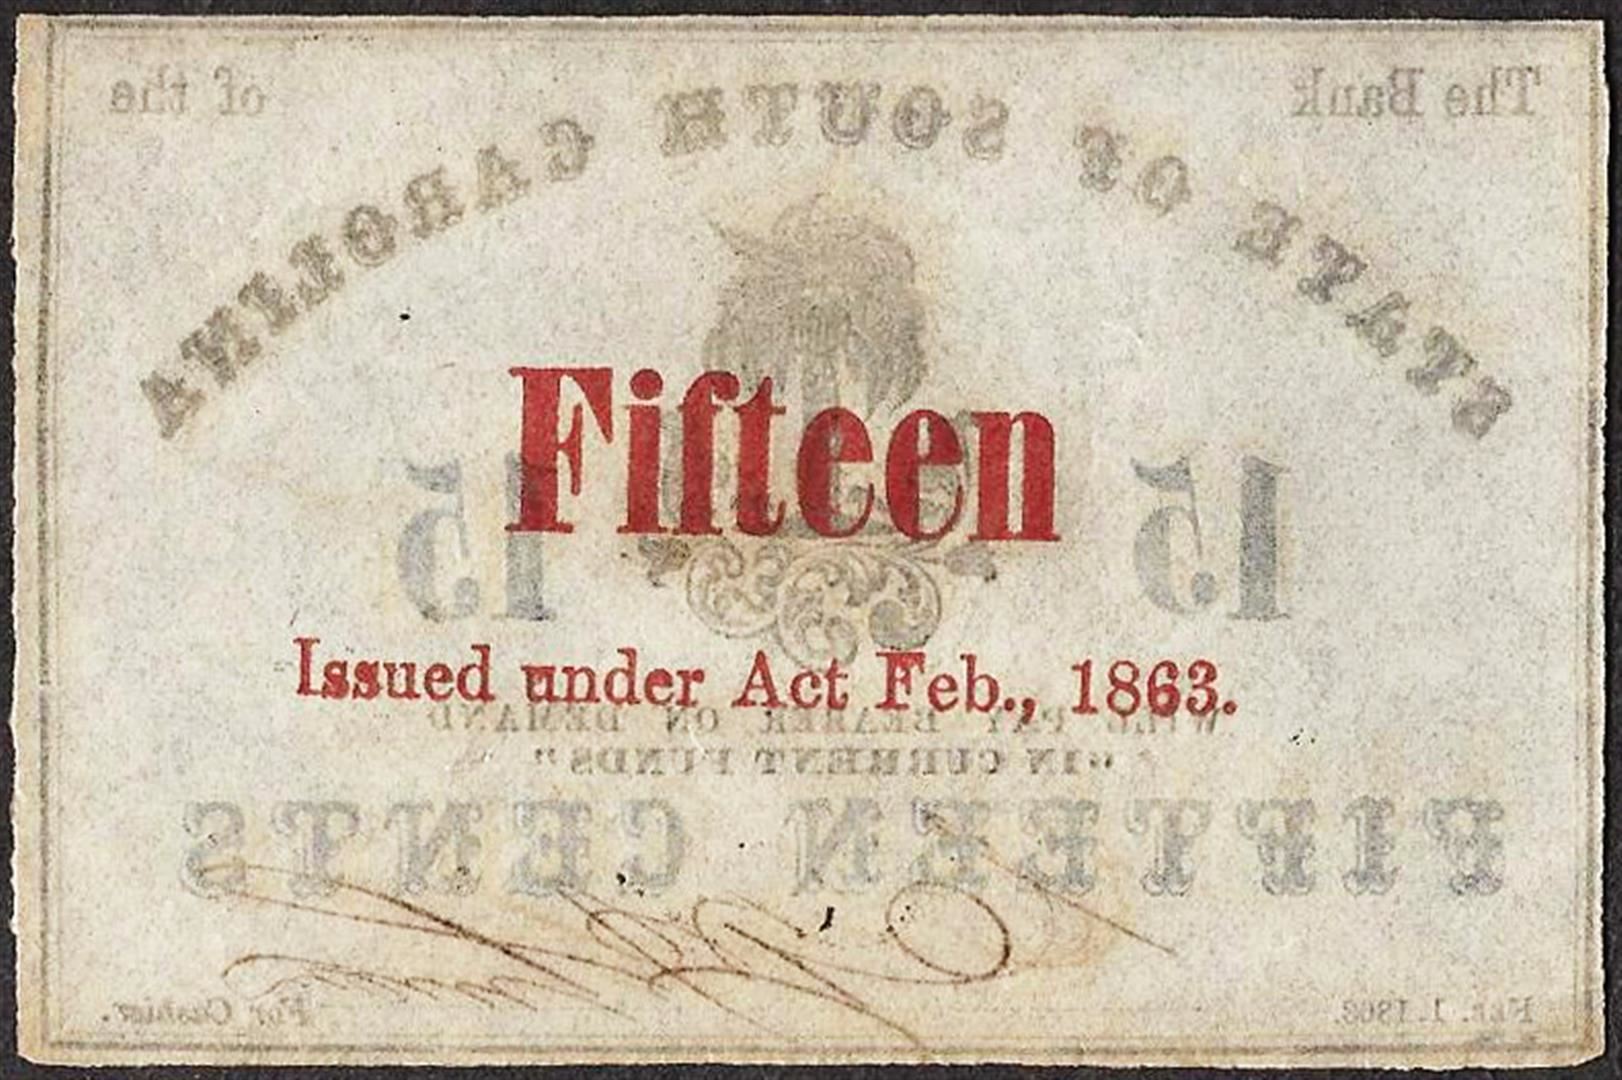 The Bank of the
STATE OF SOUTH CAROLINA
Fifteen
15 15
Issued under Act Feb., 1863.
WILL PAY BEARER ON DEMAND
"IN CURRENT FUNDS"
FIFTEEN CENTS
FEB. 1. 1863.
For Cashier.